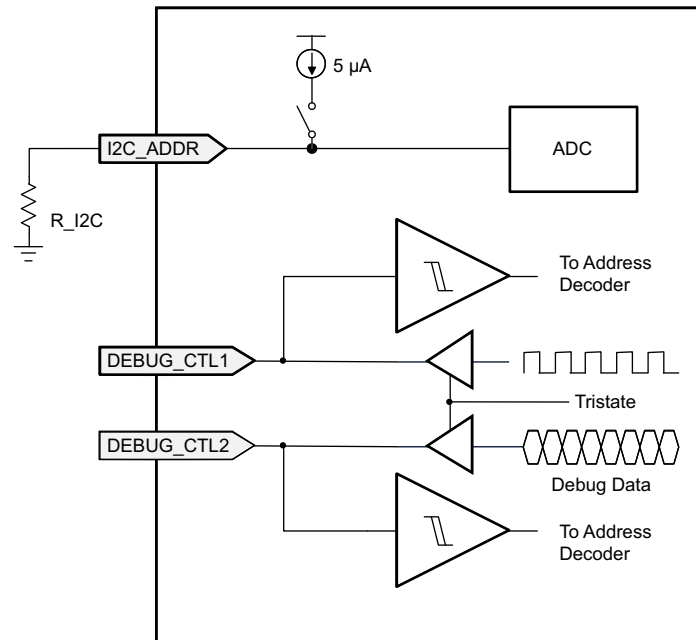 5 µA
I2C_ADDR
ADC
R_I2C
To Address
Decoder
DEBUG_CTL1
Tristate
DEBUG_CTL2
Debug Data
To Address
Decoder